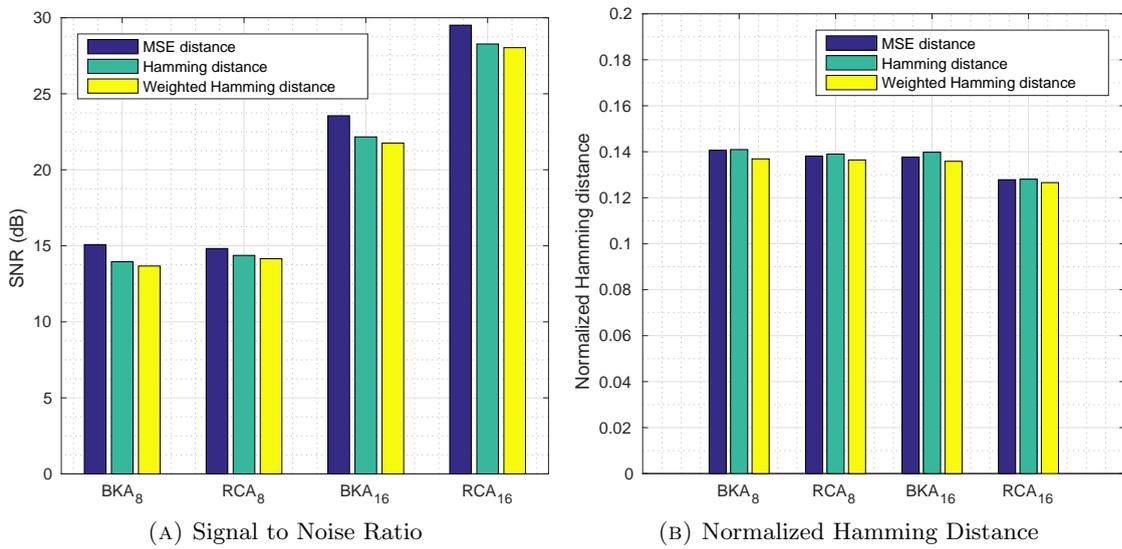 30
25
20
15
10
5
0
SNR (dB)
MSE distance
Hamming distance
Weighted Hamming distance
BKA8
RCA8
BKA16
RCA16
(A) Signal to Noise Ratio
0.2
0.18
0.16
0.14
0.12
0.1
0.08
0.06
0.04
0.02
0
Normalized Hamming distance
MSE distance
Hamming distance
Weighted Hamming distance
BKA8
RCA8
BKA16
RCA16
(B) Normalized Hamming Distance